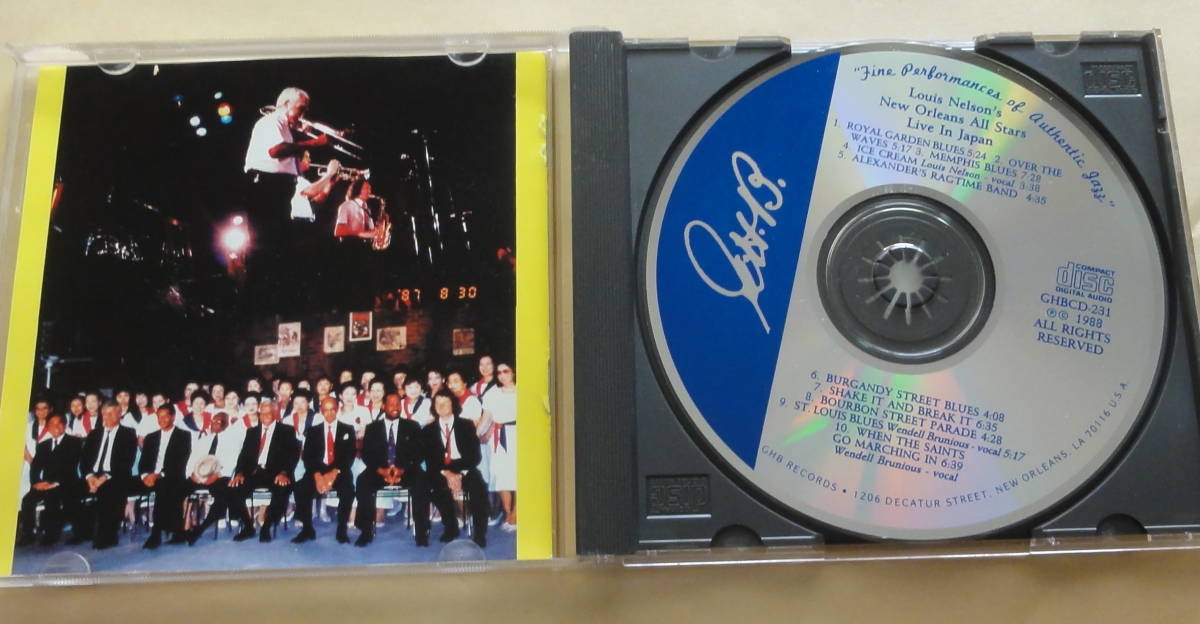 '87 8 30
"Fine Performances of Authentic Jazz"
Louis Nelson's
New Orleans All Stars
Live In Japan
1. ROYAL GARDEN BLUES 5:24 2. OVER THE
WAVES 5:17 3. MEMPHIS BLUES 7:28
4. ICE CREAM Louis Nelson - vocal 3:38
5. ALEXANDER'S RAGTIME BAND 4:35
G.H.B.
COMPACT
disc
DIGITAL AUDIO
GHBCD-231
℗ © 1988
ALL RIGHTS
RESERVED
6. BURGANDY STREET BLUES 4:08
7. SHAKE IT AND BREAK IT 6:35
8. BOURBON STREET PARADE 4:28
9. ST. LOUIS BLUES Wendell Brunious - vocal 5:17
10. WHEN THE SAINTS
GO MARCHING IN 6:39
Wendell Brunious - vocal
GHB RECORDS • 1206 DECATUR STREET, NEW ORLEANS, LA 70116 U.S.A.
COMPACT
disc
disc